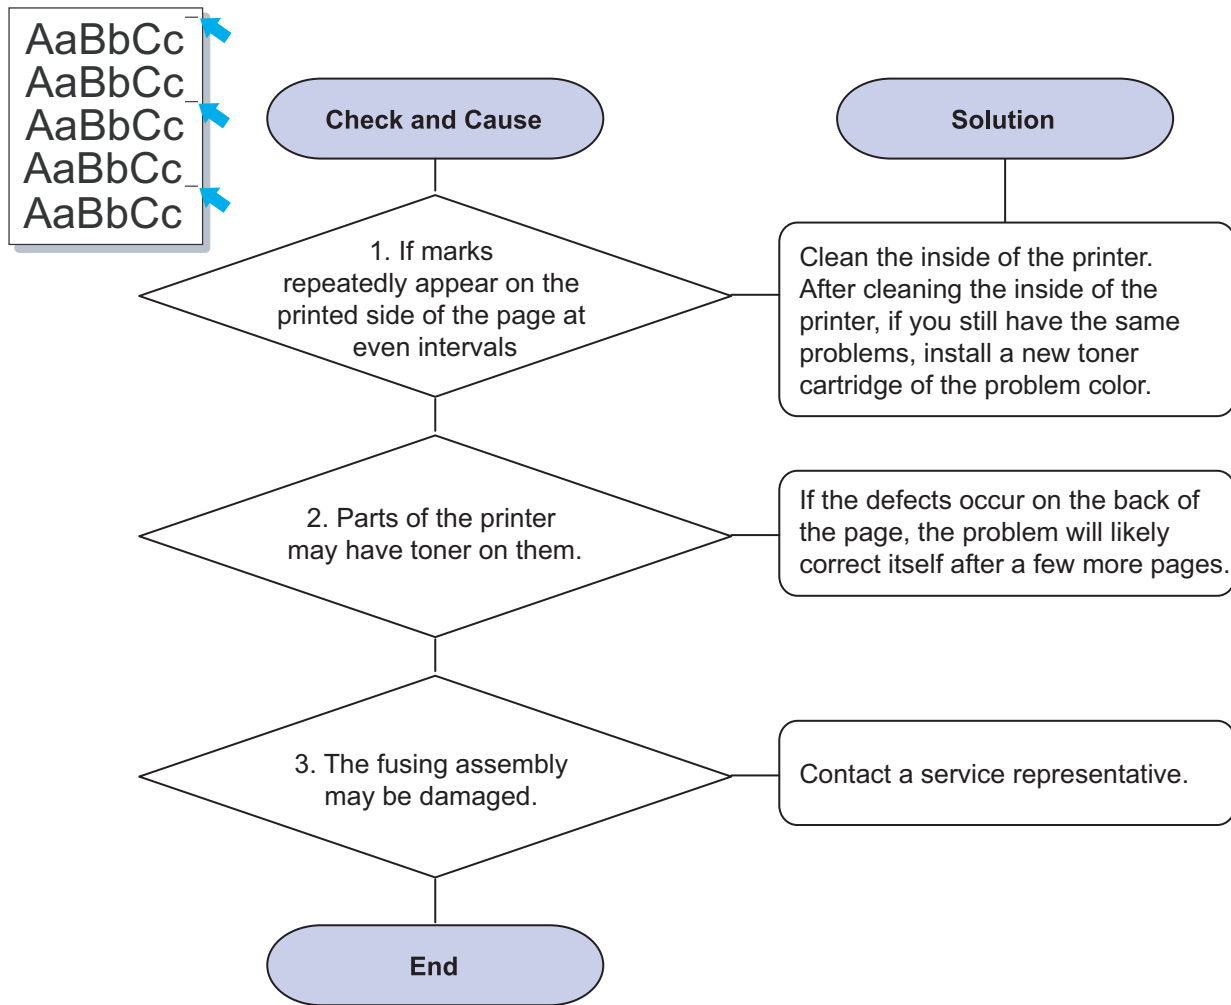 AaBbCc
AaBbCc
AaBbCc
AaBbCc
AaBbCc
Check and Cause
Solution
1. If marks
repeatedly appear on the
printed side of the page at
even intervals
Clean the inside of the printer.
After cleaning the inside of the
printer, if you still have the same
problems, install a new toner
cartridge of the problem color.
2. Parts of the printer
may have toner on them.
If the defects occur on the back of
the page, the problem will likely
correct itself after a few more pages.
3. The fusing assembly
may be damaged.
Contact a service representative.
End